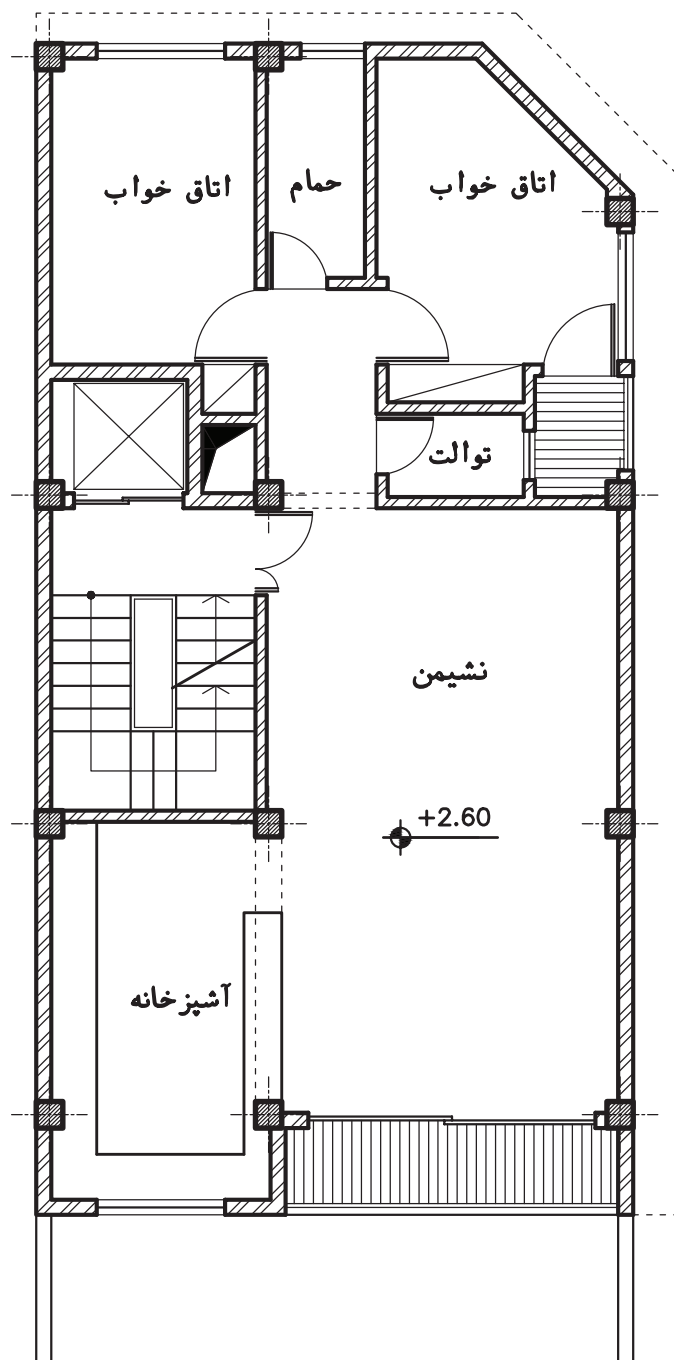 اتاق خواب
حمام
اتاق خواب
توالت
نشیمن
+2.60
آشپزخانه